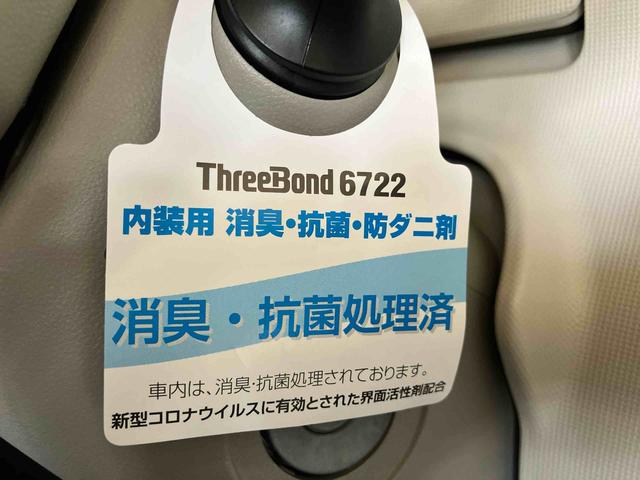 ThreeBond 6722
内装用 消臭・抗菌・防ダニ剤
消臭・抗菌処理済
車内は、消臭・抗菌処理されております。
新型コロナウイルスに有効とされた界面活性剤配合